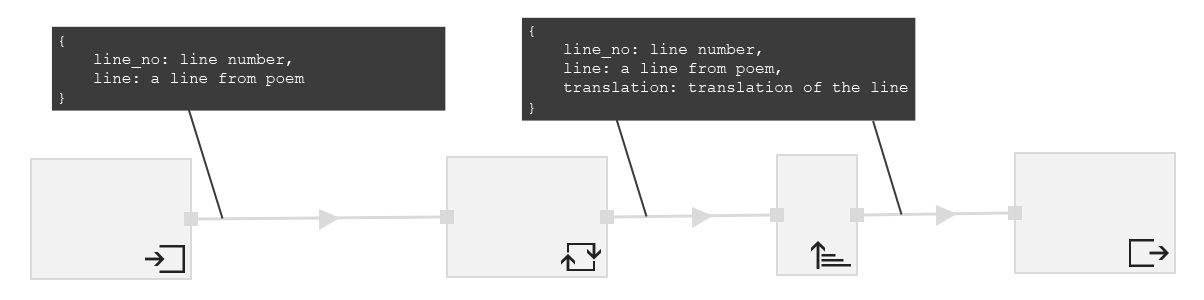 {
line_no: line number,
line: a line from poem
}
{
line_no: line number,
line: a line from poem,
translation: translation of the line
}